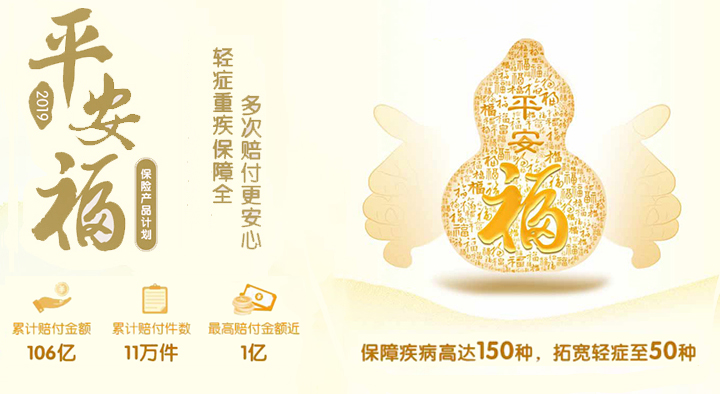 平安福
2019
保险产品计划
轻症重疾保障全
多次赔付更安心
平安
福
累计赔付金额
106亿
累计赔付件数
11万件
最高赔付金额近
1亿
保障疾病高达150种，拓宽轻症至50种